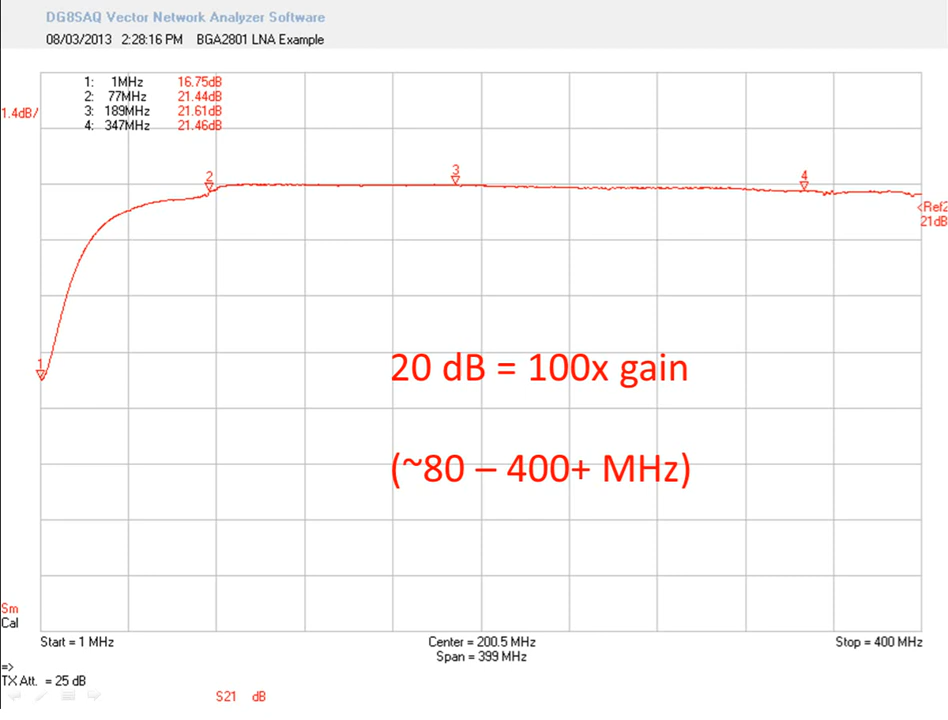 DG8SAQ Vector Network Analyzer Software
08/03/2013 2:28:16 PM BGA2801 LNA Example
1: 1MHz 16.75dB
2: 77MHz 21.44dB
3: 189MHz 21.61dB
4: 347MHz 21.46dB
1.4dB/
2
3
4
<Ref2
21dB
1
20 dB = 100x gain
(~80 – 400+ MHz)
Sm
Cal
Start = 1 MHz Center = 200.5 MHz Stop = 400 MHz
Span = 399 MHz
=>
TX Att. = 25 dB
S21 dB